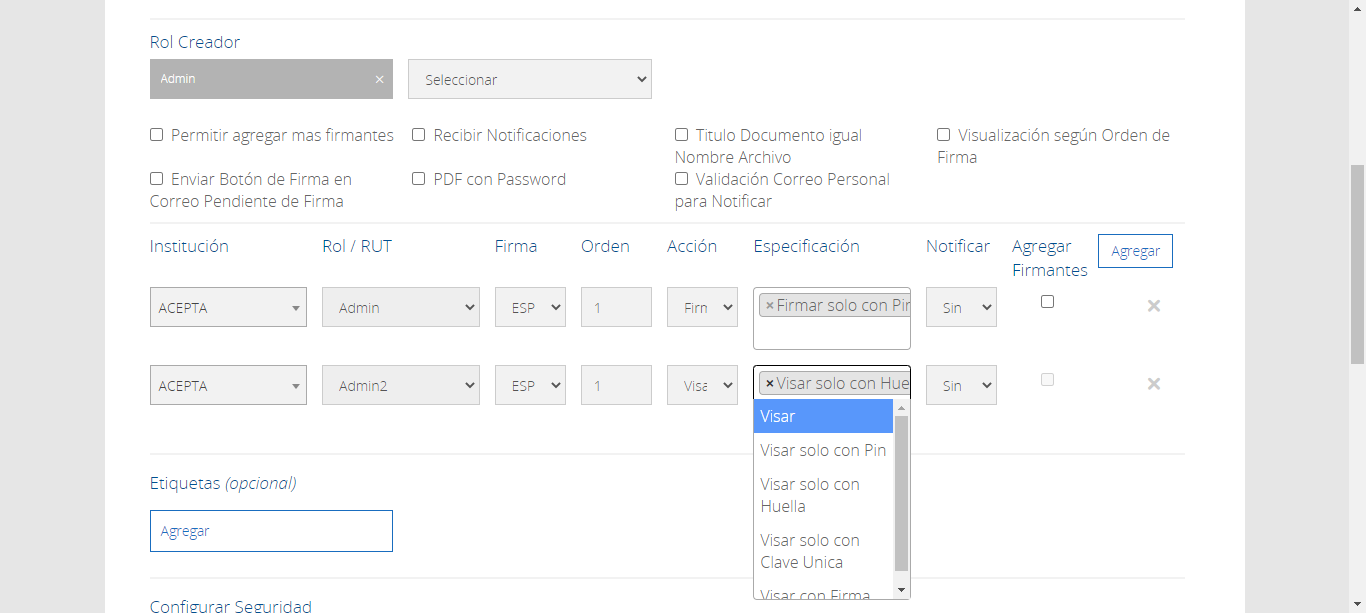 Rol Creador
Admin ×
Seleccionar
Permitir agregar mas firmantes
Recibir Notificaciones
Titulo Documento igual
Nombre Archivo
Visualización según Orden de
Firma
Enviar Botón de Firma en
Correo Pendiente de Firma
PDF con Password
Validación Correo Personal
para Notificar
Institución Rol / RUT Firma Orden Acción Especificación Notificar Agregar
Firmantes
Agregar
ACEPTA Admin ESP 1 Firm ×Firmar solo con Pin Sin ×
ACEPTA Admin2 ESP 1 Visa ×Visar solo con Hue Sin ×
Visar
Visar solo con Pin
Visar solo con
Huella
Visar solo con
Clave Unica
Visar con Firma
Etiquetas (opcional)
Agregar
Configurar Seguridad